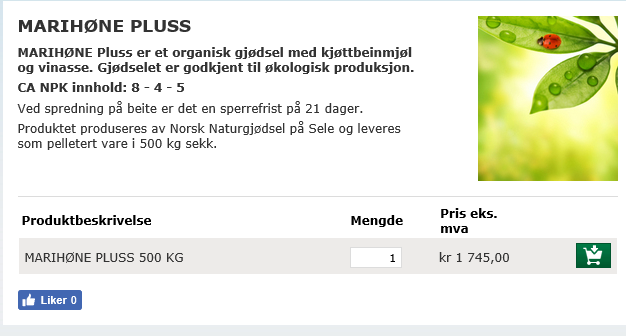 MARIHØNE PLUSS
MARIHØNE Pluss er et organisk gjødsel med kjøttbeinmjøl
og vinasse. Gjødselet er godkjent til økologisk produksjon.
CA NPK innhold: 8 - 4 - 5
Ved spredning på beite er det en sperrefrist på 21 dager.
Produktet produseres av Norsk Naturgjødsel på Sele og leveres
som pelletert vare i 500 kg sekk.
Produktbeskrivelse Mengde Pris eks.
mva
MARIHØNE PLUSS 500 KG 1 kr 1 745,00
Liker 0